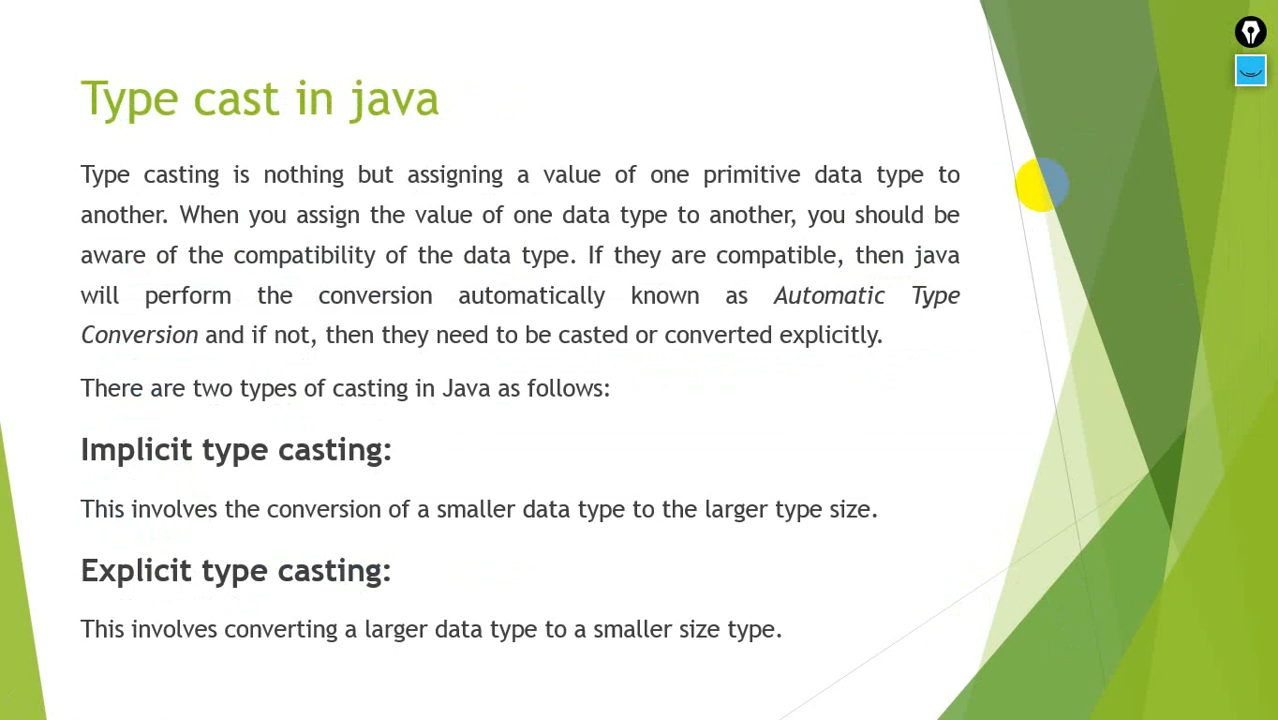 Type cast in java
Type casting is nothing but assigning a value of one primitive data type to
another. When you assign the value of one data type to another, you should be
aware of the compatibility of the data type. If they are compatible, then java
will perform the conversion automatically known as Automatic Type
Conversion and if not, then they need to be casted or converted explicitly.
There are two types of casting in Java as follows:
Implicit type casting:
This involves the conversion of a smaller data type to the larger type size.
Explicit type casting:
This involves converting a larger data type to a smaller size type.